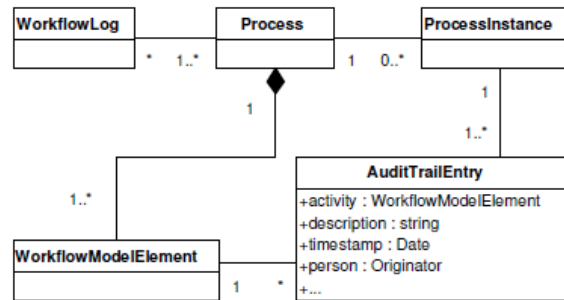 WorkflowLog
Process
ProcessInstance
* 1..*
1 0..*
1
1
1..*
AuditTrailEntry
+activity : WorkflowModelElement
+description : string
+timestamp : Date
+person : Originator
+...
1..*
WorkflowModelElement
1 *